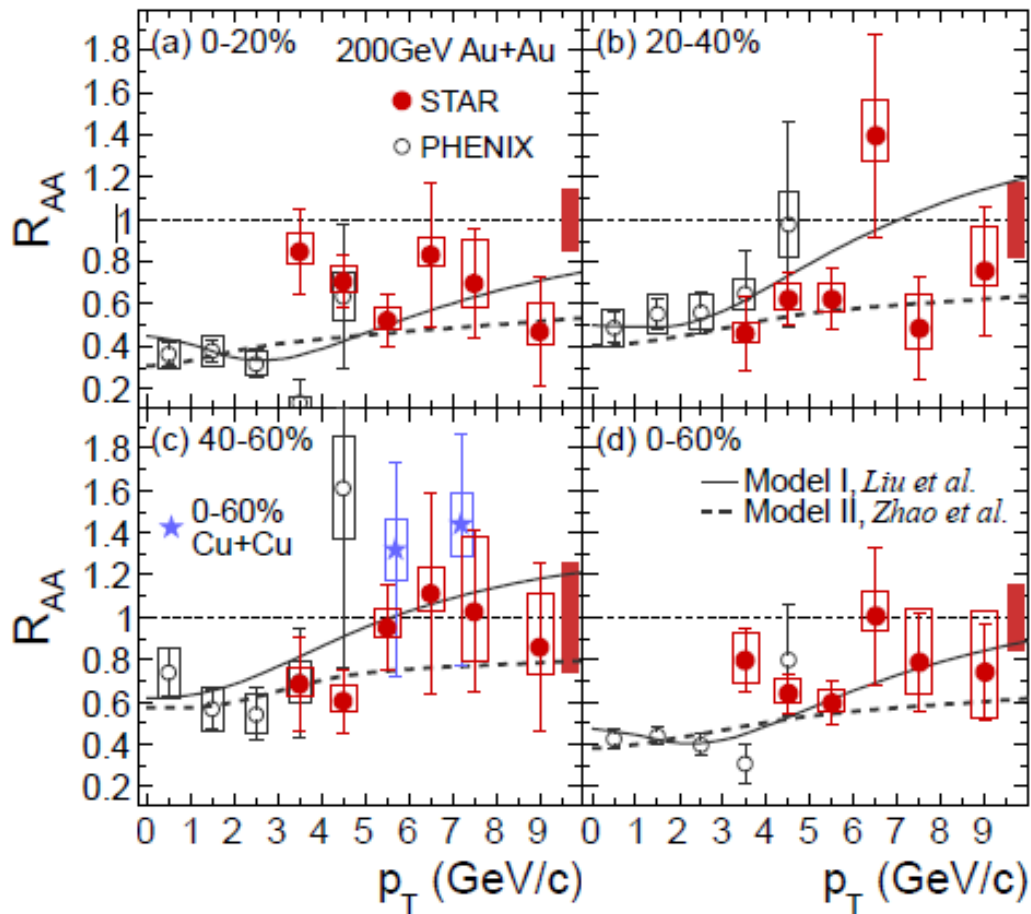 (a) 0-20%
200GeV Au+Au
STAR
PHENIX
R_AA
1.8
1.6
1.4
1.2
1
0.8
0.6
0.4
0.2
(b) 20-40%
(c) 40-60%
0-60%
Cu+Cu
R_AA
1.8
1.6
1.4
1.2
1
0.8
0.6
0.4
0.2
(d) 0-60%
Model I, Liu et al.
Model II, Zhao et al.
0 1 2 3 4 5 6 7 8 9
0 1 2 3 4 5 6 7 8 9
p_T (GeV/c)
p_T (GeV/c)